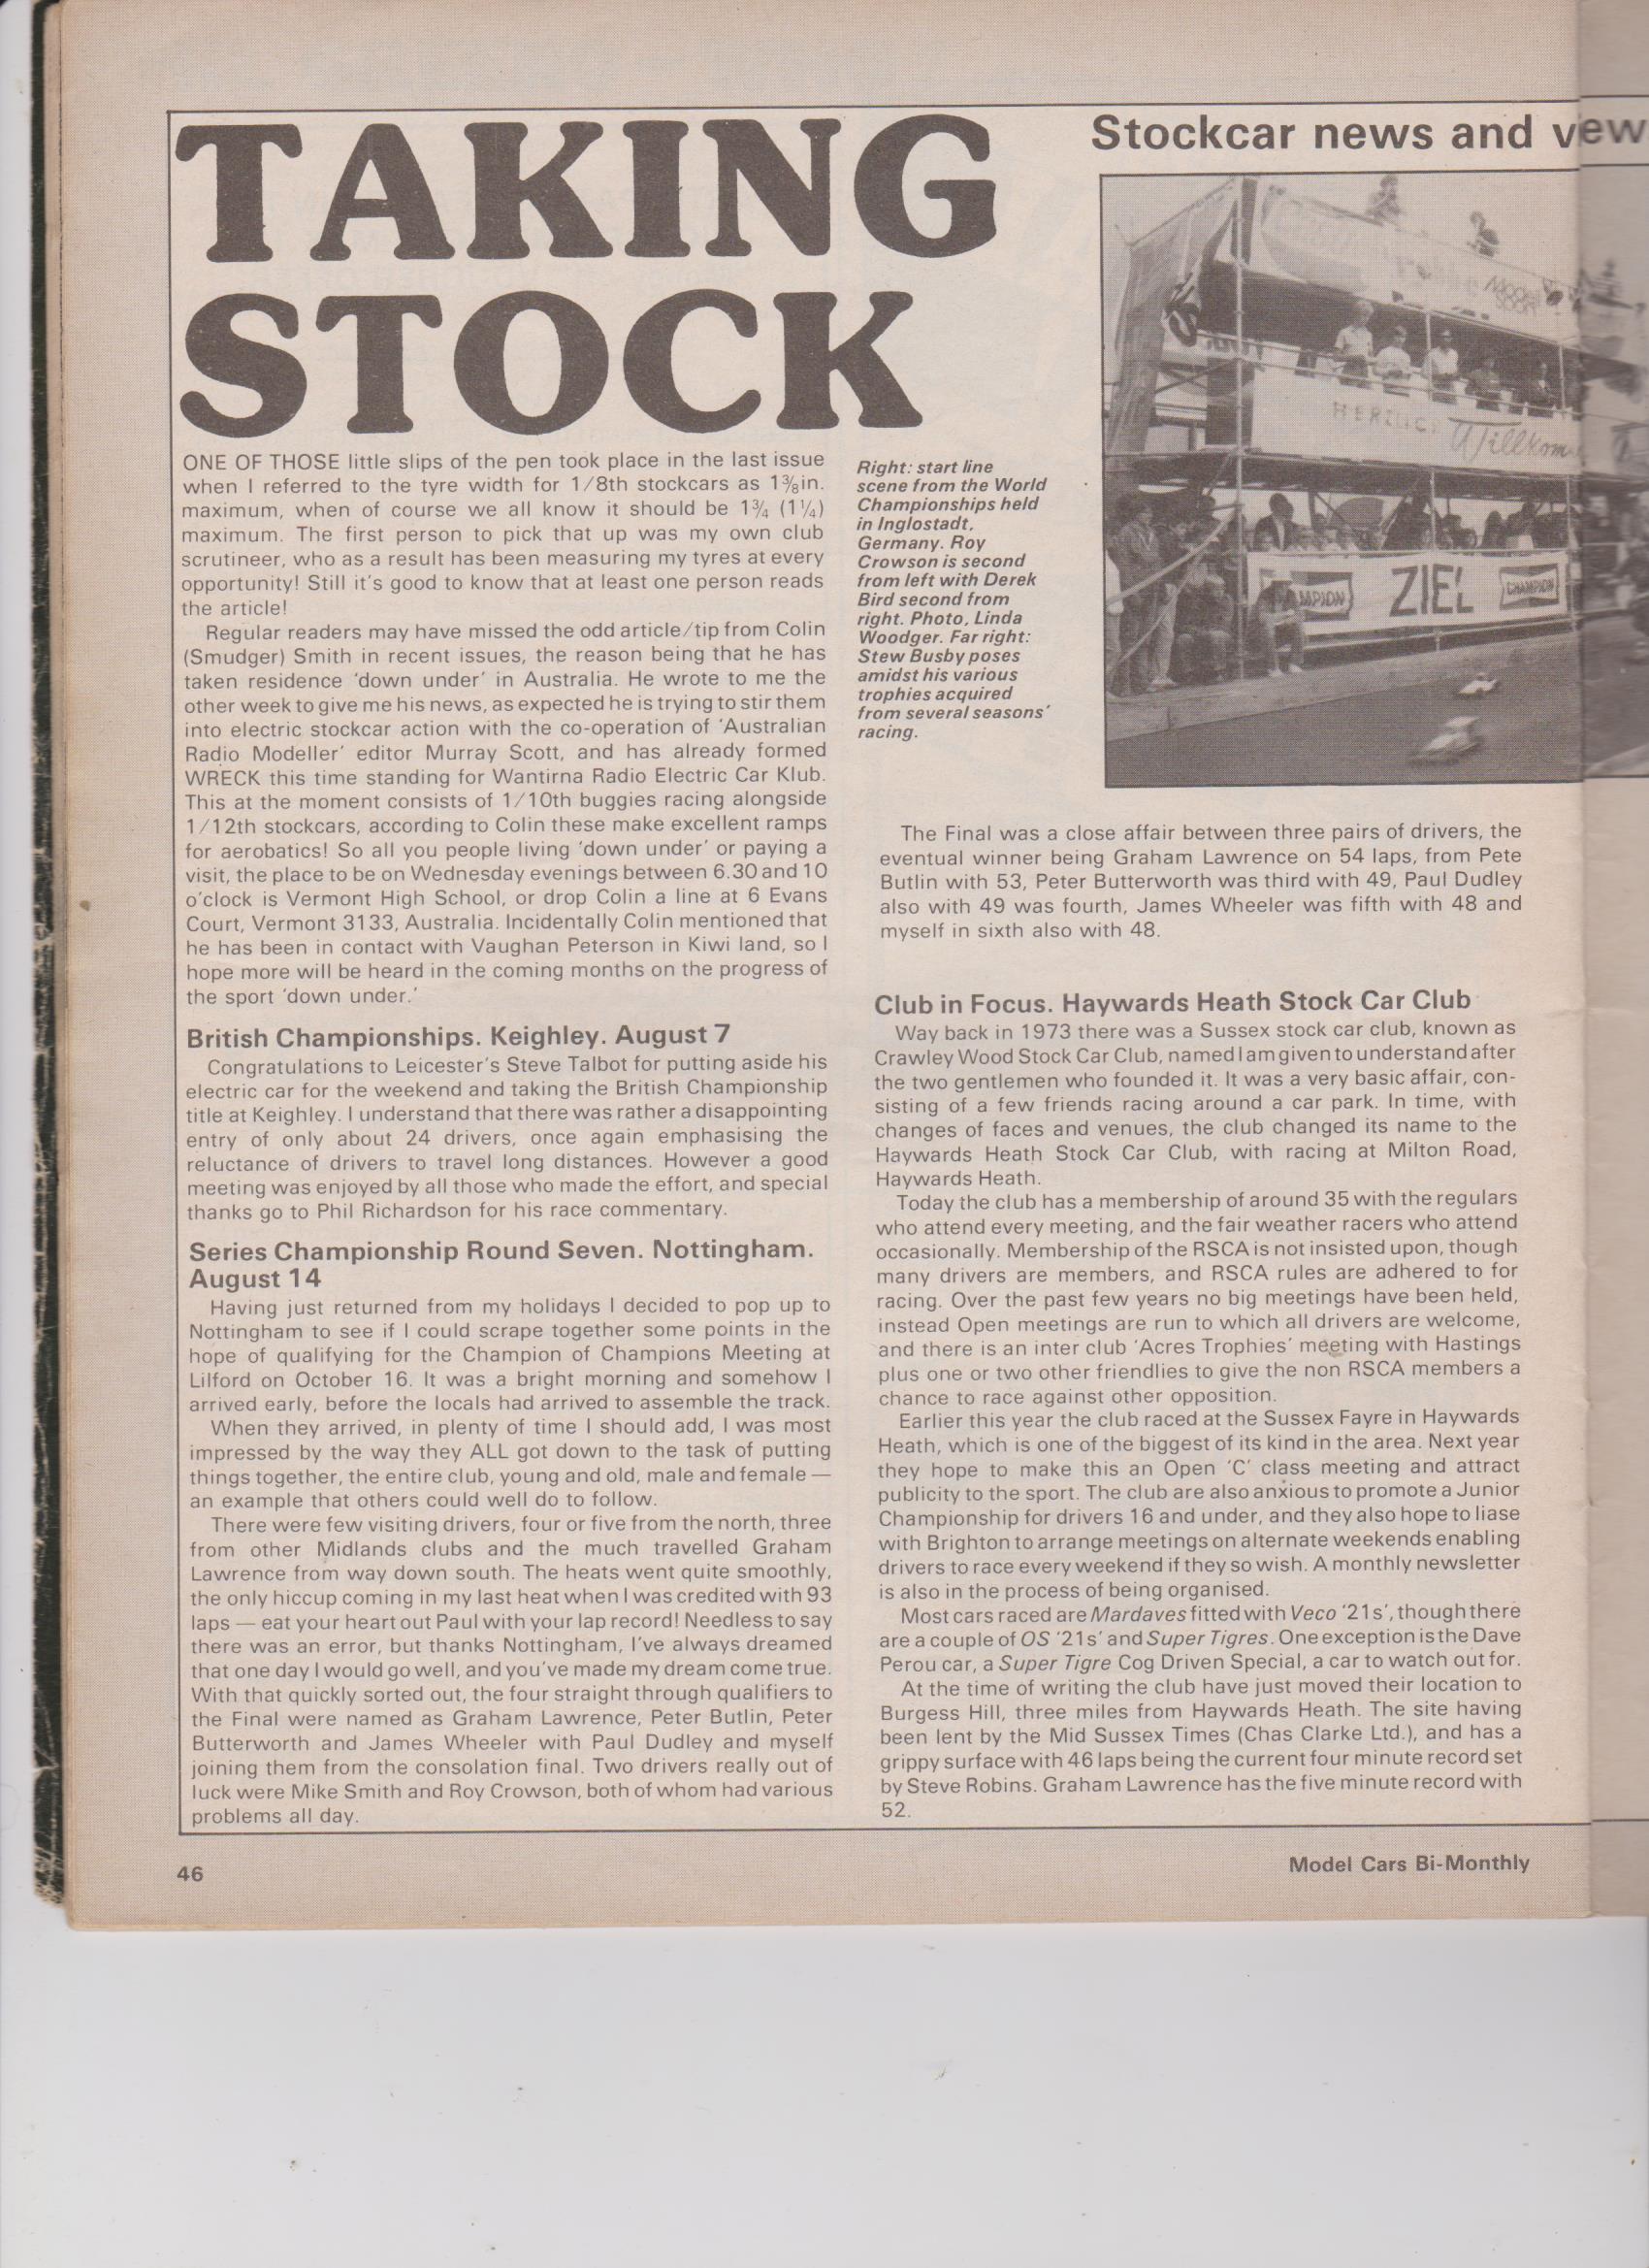 TAKING
STOCK
Stockcar news and view
HERZLICH
Willkom
ZIEL
CHAMPION
ONE OF THOSE little slips of the pen took place in the last issue
when I referred to the tyre width for 1/8th stockcars as 1⅜in.
maximum, when of course we all know it should be 1¾ (1¼)
maximum. The first person to pick that up was my own club
scrutineer, who as a result has been measuring my tyres at every
opportunity! Still it's good to know that at least one person reads
the article!
Regular readers may have missed the odd article/tip from Colin
(Smudger) Smith in recent issues, the reason being that he has
taken residence 'down under' in Australia. He wrote to me the
other week to give me his news, as expected he is trying to stir them
into electric stockcar action with the co-operation of 'Australian
Radio Modeller' editor Murray Scott, and has already formed
WRECK this time standing for Wantirna Radio Electric Car Klub.
This at the moment consists of 1/10th buggies racing alongside
1/12th stockcars, according to Colin these make excellent ramps
for aerobatics! So all you people living 'down under' or paying a
visit, the place to be on Wednesday evenings between 6.30 and 10
o'clock is Vermont High School, or drop Colin a line at 6 Evans
Court, Vermont 3133, Australia. Incidentally Colin mentioned that
he has been in contact with Vaughan Peterson in Kiwi land, so I
hope more will be heard in the coming months on the progress of
the sport 'down under.'
British Championships. Keighley. August 7
Congratulations to Leicester's Steve Talbot for putting aside his
electric car for the weekend and taking the British Championship
title at Keighley. I understand that there was rather a disappointing
entry of only about 24 drivers, once again emphasising the
reluctance of drivers to travel long distances. However a good
meeting was enjoyed by all those who made the effort, and special
thanks go to Phil Richardson for his race commentary.
Series Championship Round Seven. Nottingham.
August 14
Having just returned from my holidays I decided to pop up to
Nottingham to see if I could scrape together some points in the
hope of qualifying for the Champion of Champions Meeting at
Lilford on October 16. It was a bright morning and somehow I
arrived early, before the locals had arrived to assemble the track.
When they arrived, in plenty of time I should add, I was most
impressed by the way they ALL got down to the task of putting
things together, the entire club, young and old, male and female —
an example that others could well do to follow.
There were few visiting drivers, four or five from the north, three
from other Midlands clubs and the much travelled Graham
Lawrence from way down south. The heats went quite smoothly,
the only hiccup coming in my last heat when I was credited with 93
laps — eat your heart out Paul with your lap record! Needless to say
there was an error, but thanks Nottingham, I've always dreamed
that one day I would go well, and you've made my dream come true.
With that quickly sorted out, the four straight through qualifiers to
the Final were named as Graham Lawrence, Peter Butlin, Peter
Butterworth and James Wheeler with Paul Dudley and myself
joining them from the consolation final. Two drivers really out of
luck were Mike Smith and Roy Crowson, both of whom had various
problems all day.
Right: start line
scene from the World
Championships held
in Inglostadt,
Germany. Roy
Crowson is second
from left with Derek
Bird second from
right. Photo, Linda
Woodger. Far right:
Stew Busby poses
amidst his various
trophies acquired
from several seasons'
racing.
The Final was a close affair between three pairs of drivers, the
eventual winner being Graham Lawrence on 54 laps, from Pete
Butlin with 53, Peter Butterworth was third with 49, Paul Dudley
also with 49 was fourth, James Wheeler was fifth with 48 and
myself in sixth also with 48.
Club in Focus. Haywards Heath Stock Car Club
Way back in 1973 there was a Sussex stock car club, known as
Crawley Wood Stock Car Club, named I am given to understand after
the two gentlemen who founded it. It was a very basic affair, con-
sisting of a few friends racing around a car park. In time, with
changes of faces and venues, the club changed its name to the
Haywards Heath Stock Car Club, with racing at Milton Road,
Haywards Heath.
Today the club has a membership of around 35 with the regulars
who attend every meeting, and the fair weather racers who attend
occasionally. Membership of the RSCA is not insisted upon, though
many drivers are members, and RSCA rules are adhered to for
racing. Over the past few years no big meetings have been held,
instead Open meetings are run to which all drivers are welcome,
and there is an inter club 'Acres Trophies' meeting with Hastings
plus one or two other friendlies to give the non RSCA members a
chance to race against other opposition.
Earlier this year the club raced at the Sussex Fayre in Haywards
Heath, which is one of the biggest of its kind in the area. Next year
they hope to make this an Open 'C' class meeting and attract
publicity to the sport. The club are also anxious to promote a Junior
Championship for drivers 16 and under, and they also hope to liase
with Brighton to arrange meetings on alternate weekends enabling
drivers to race every weekend if they so wish. A monthly newsletter
is also in the process of being organised.
Most cars raced are Mardaves fitted with Veco '21s', though there
are a couple of OS '21s' and Super Tigres. One exception is the Dave
Perou car, a Super Tigre Cog Driven Special, a car to watch out for.
At the time of writing the club have just moved their location to
Burgess Hill, three miles from Haywards Heath. The site having
been lent by the Mid Sussex Times (Chas Clarke Ltd.), and has a
grippy surface with 46 laps being the current four minute record set
by Steve Robins. Graham Lawrence has the five minute record with
52.
46
Model Cars Bi-Monthly